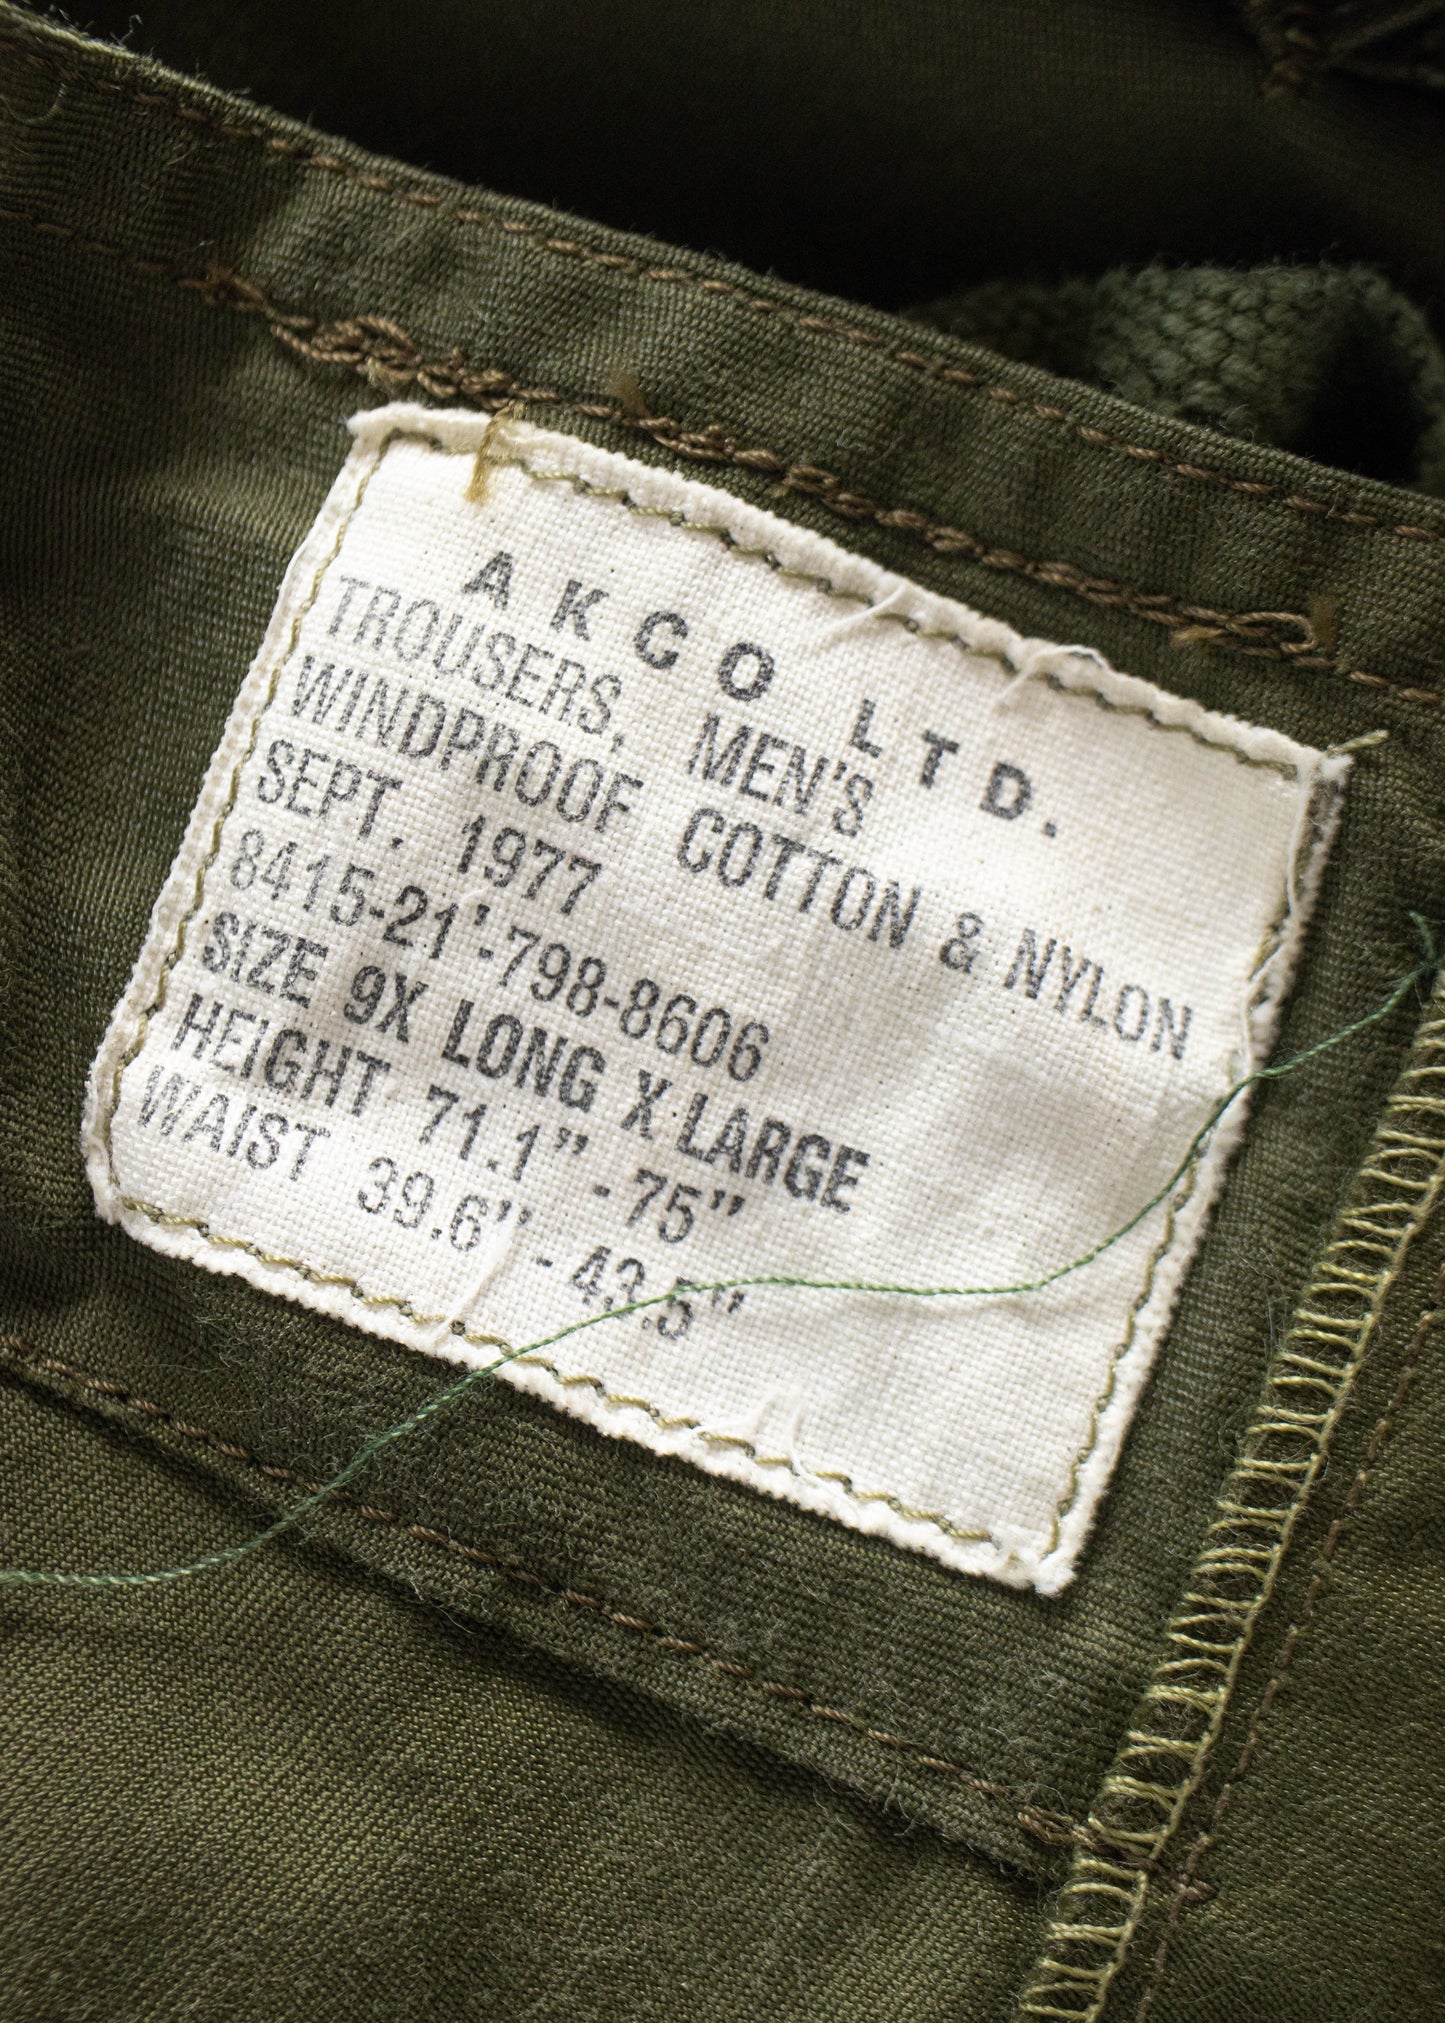 AKCO LTD.
TROUSERS, MEN'S
WINDPROOF COTTON & NYLON
SEPT. 1977
8415-21'-798-8606
SIZE 9X LONG X LARGE
HEIGHT 71.1" - 75"
WAIST 39.6" - 43.5"